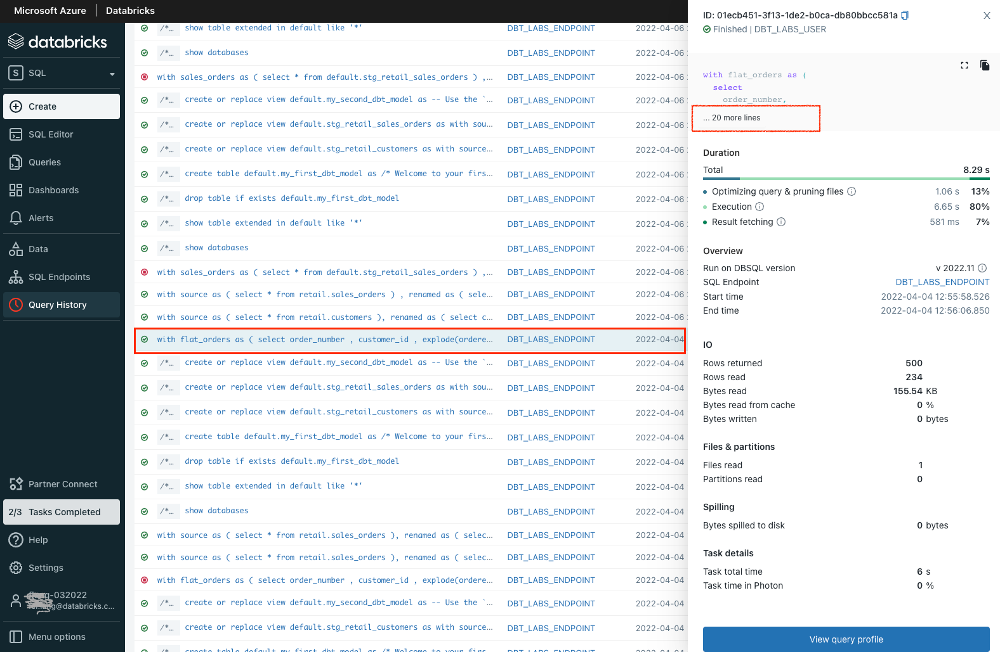 Microsoft Azure
Databricks
databricks
S SQL
Create
SQL Editor
Queries
Dashboards
Alerts
Data
SQL Endpoints
Query History
Partner Connect
2/3 Tasks Completed
Help
Settings
-032022
@databricks.c...
Menu options
/*... show table extended in default like '*' DBT_LABS_ENDPOINT 2022-04-06
/*... show databases DBT_LABS_ENDPOINT 2022-04-06
with sales_orders as ( select * from default.stg_retail_sales_orders ) ,... DBT_LABS_ENDPOINT 2022-04-06
/*... create or replace view default.my_second_dbt_model as -- Use the `... DBT_LABS_ENDPOINT 2022-04-06
/*... create or replace view default.stg_retail_sales_orders as with sou... DBT_LABS_ENDPOINT 2022-04-06
/*... create or replace view default.stg_retail_customers as with source... DBT_LABS_ENDPOINT 2022-04-06
/*... create table default.my_first_dbt_model as /* Welcome to your firs... DBT_LABS_ENDPOINT 2022-04-06
/*... drop table if exists default.my_first_dbt_model DBT_LABS_ENDPOINT 2022-04-06
/*... show table extended in default like '*' DBT_LABS_ENDPOINT 2022-04-06
/*... show databases DBT_LABS_ENDPOINT 2022-04-06
with sales_orders as ( select * from default.stg_retail_sales_orders ) ,... DBT_LABS_ENDPOINT 2022-04-06
with source as ( select * from retail.sales_orders ) , renamed as ( sele... DBT_LABS_ENDPOINT 2022-04-06
with source as ( select * from retail.customers ), renamed as ( select c... DBT_LABS_ENDPOINT 2022-04-06
with flat_orders as ( select order_number , customer_id , explode(ordere... DBT_LABS_ENDPOINT 2022-04-04
/*... create or replace view default.my_second_dbt_model as -- Use the `... DBT_LABS_ENDPOINT 2022-04-04
/*... create or replace view default.stg_retail_sales_orders as with sou... DBT_LABS_ENDPOINT 2022-04-04
/*... create or replace view default.stg_retail_customers as with source... DBT_LABS_ENDPOINT 2022-04-04
/*... create table default.my_first_dbt_model as /* Welcome to your firs... DBT_LABS_ENDPOINT 2022-04-04
/*... drop table if exists default.my_first_dbt_model DBT_LABS_ENDPOINT 2022-04-04
/*... show table extended in default like '*' DBT_LABS_ENDPOINT 2022-04-04
/*... show databases DBT_LABS_ENDPOINT 2022-04-04
with source as ( select * from retail.sales_orders ), renamed as ( selec... DBT_LABS_ENDPOINT 2022-04-04
with source as ( select * from retail.sales_orders ), renamed as ( selec... DBT_LABS_ENDPOINT 2022-04-04
with flat_orders as ( select order_number , customer_id , explode(ordere... DBT_LABS_ENDPOINT 2022-04-04
/*... create or replace view default.my_second_dbt_model as -- Use the `... DBT_LABS_ENDPOINT 2022-04-04
/*... create or replace view default.stg_retail_customers as with source... DBT_LABS_ENDPOINT 2022-04-04
/*... create table default.my_first_dbt_model as /* Welcome to your firs... DBT_LABS_ENDPOINT 2022-04-04
ID: 01ecb451-3f13-1de2-b0ca-db80bbcc581a
Finished | DBT_LABS_USER
with flat_orders as (
select
order_number,
... 20 more lines
Duration
Total 8.29 s
Optimizing query & pruning files 1.06 s 13%
Execution 6.65 s 80%
Result fetching 581 ms 7%
Overview
Run on DBSQL version v 2022.11
SQL Endpoint DBT_LABS_ENDPOINT
Start time 2022-04-04 12:55:58.526
End time 2022-04-04 12:56:06.850
IO
Rows returned 500
Rows read 234
Bytes read 155.54 KB
Bytes read from cache 0 %
Bytes written 0 bytes
Files & partitions
Files read 1
Partitions read 0
Spilling
Bytes spilled to disk 0 bytes
Task details
Task total time 6 s
Task time in Photon 0 %
View query profile